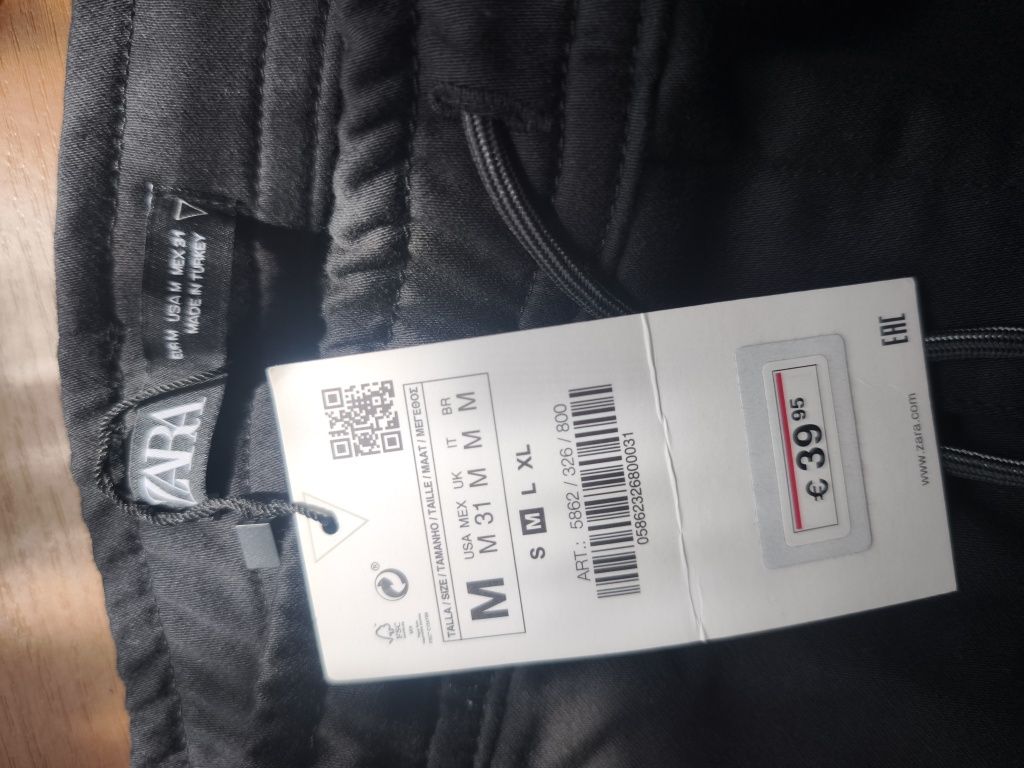 EUR M USA M MEX 31
MADE IN TURKEY
ZARA
FSC
TALLA / SIZE / TAMANHO / TAILLE / MAAT / ΜΕΓΕΘΟΣ
M
USA MEX UK IT BR
M 31 M M M
S M L XL
ART.: 5862 / 326 / 800
05862326800031
€ 39 95
www.zara.com
EAC